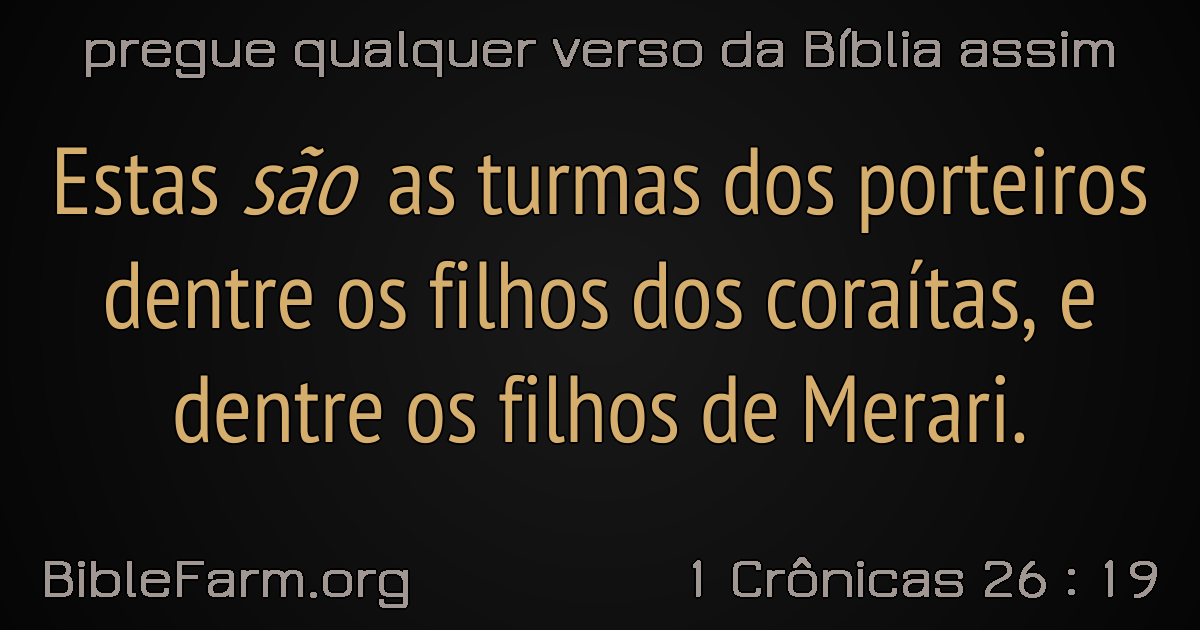 pregue qualquer verso da Bíblia assim
Estas são as turmas dos porteiros
dentre os filhos dos coraítas, e
dentre os filhos de Merari.
BibleFarm.org
1 Crônicas 26 : 19